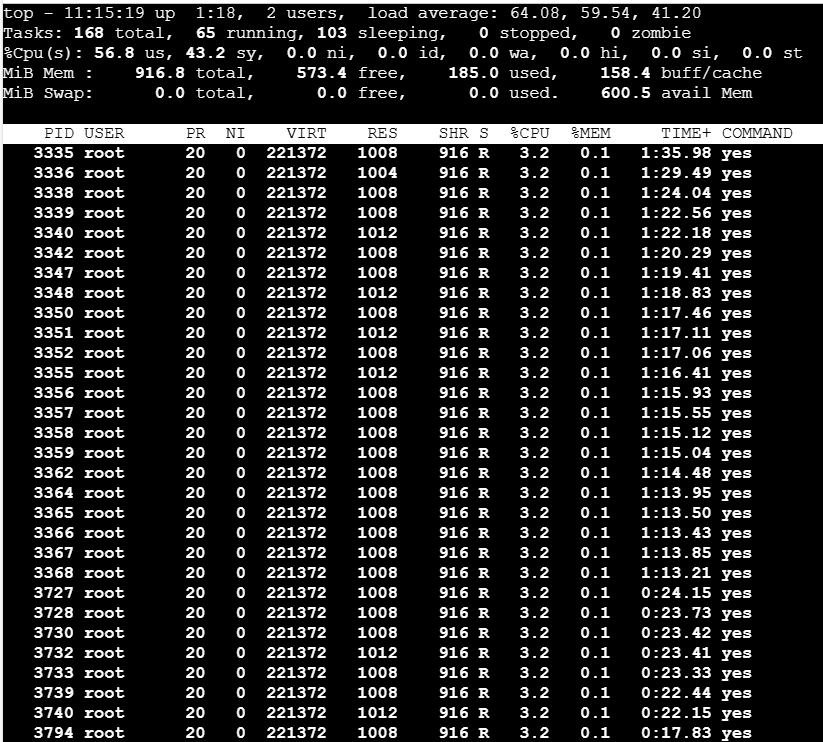 top - 11:15:19 up  1:18,  2 users,  load average: 64.08, 59.54, 41.20
Tasks: 168 total,  65 running, 103 sleeping,   0 stopped,   0 zombie
%Cpu(s): 56.8 us, 43.2 sy,  0.0 ni,  0.0 id,  0.0 wa,  0.0 hi,  0.0 si,  0.0 st
MiB Mem :    916.8 total,    573.4 free,    185.0 used,    158.4 buff/cache
MiB Swap:      0.0 total,      0.0 free,      0.0 used.    600.5 avail Mem
PID USER      PR  NI    VIRT    RES    SHR S  %CPU  %MEM     TIME+ COMMAND
3335 root      20   0  221372   1008    916 R   3.2   0.1   1:35.98 yes
3336 root      20   0  221372   1004    916 R   3.2   0.1   1:29.49 yes
3338 root      20   0  221372   1008    916 R   3.2   0.1   1:24.04 yes
3339 root      20   0  221372   1008    916 R   3.2   0.1   1:22.56 yes
3340 root      20   0  221372   1012    916 R   3.2   0.1   1:22.18 yes
3342 root      20   0  221372   1008    916 R   3.2   0.1   1:20.29 yes
3347 root      20   0  221372   1008    916 R   3.2   0.1   1:19.41 yes
3348 root      20   0  221372   1012    916 R   3.2   0.1   1:18.83 yes
3350 root      20   0  221372   1008    916 R   3.2   0.1   1:17.46 yes
3351 root      20   0  221372   1012    916 R   3.2   0.1   1:17.11 yes
3352 root      20   0  221372   1008    916 R   3.2   0.1   1:17.06 yes
3355 root      20   0  221372   1012    916 R   3.2   0.1   1:16.41 yes
3356 root      20   0  221372   1008    916 R   3.2   0.1   1:15.93 yes
3357 root      20   0  221372   1008    916 R   3.2   0.1   1:15.55 yes
3358 root      20   0  221372   1008    916 R   3.2   0.1   1:15.12 yes
3359 root      20   0  221372   1008    916 R   3.2   0.1   1:15.04 yes
3362 root      20   0  221372   1008    916 R   3.2   0.1   1:14.48 yes
3364 root      20   0  221372   1008    916 R   3.2   0.1   1:13.95 yes
3365 root      20   0  221372   1008    916 R   3.2   0.1   1:13.50 yes
3366 root      20   0  221372   1008    916 R   3.2   0.1   1:13.43 yes
3367 root      20   0  221372   1008    916 R   3.2   0.1   1:13.85 yes
3368 root      20   0  221372   1008    916 R   3.2   0.1   1:13.21 yes
3727 root      20   0  221372   1008    916 R   3.2   0.1   0:24.15 yes
3728 root      20   0  221372   1008    916 R   3.2   0.1   0:23.73 yes
3730 root      20   0  221372   1008    916 R   3.2   0.1   0:23.42 yes
3732 root      20   0  221372   1012    916 R   3.2   0.1   0:23.41 yes
3733 root      20   0  221372   1008    916 R   3.2   0.1   0:23.33 yes
3739 root      20   0  221372   1008    916 R   3.2   0.1   0:22.44 yes
3740 root      20   0  221372   1012    916 R   3.2   0.1   0:22.15 yes
3794 root      20   0  221372   1008    916 R   3.2   0.1   0:17.83 yes